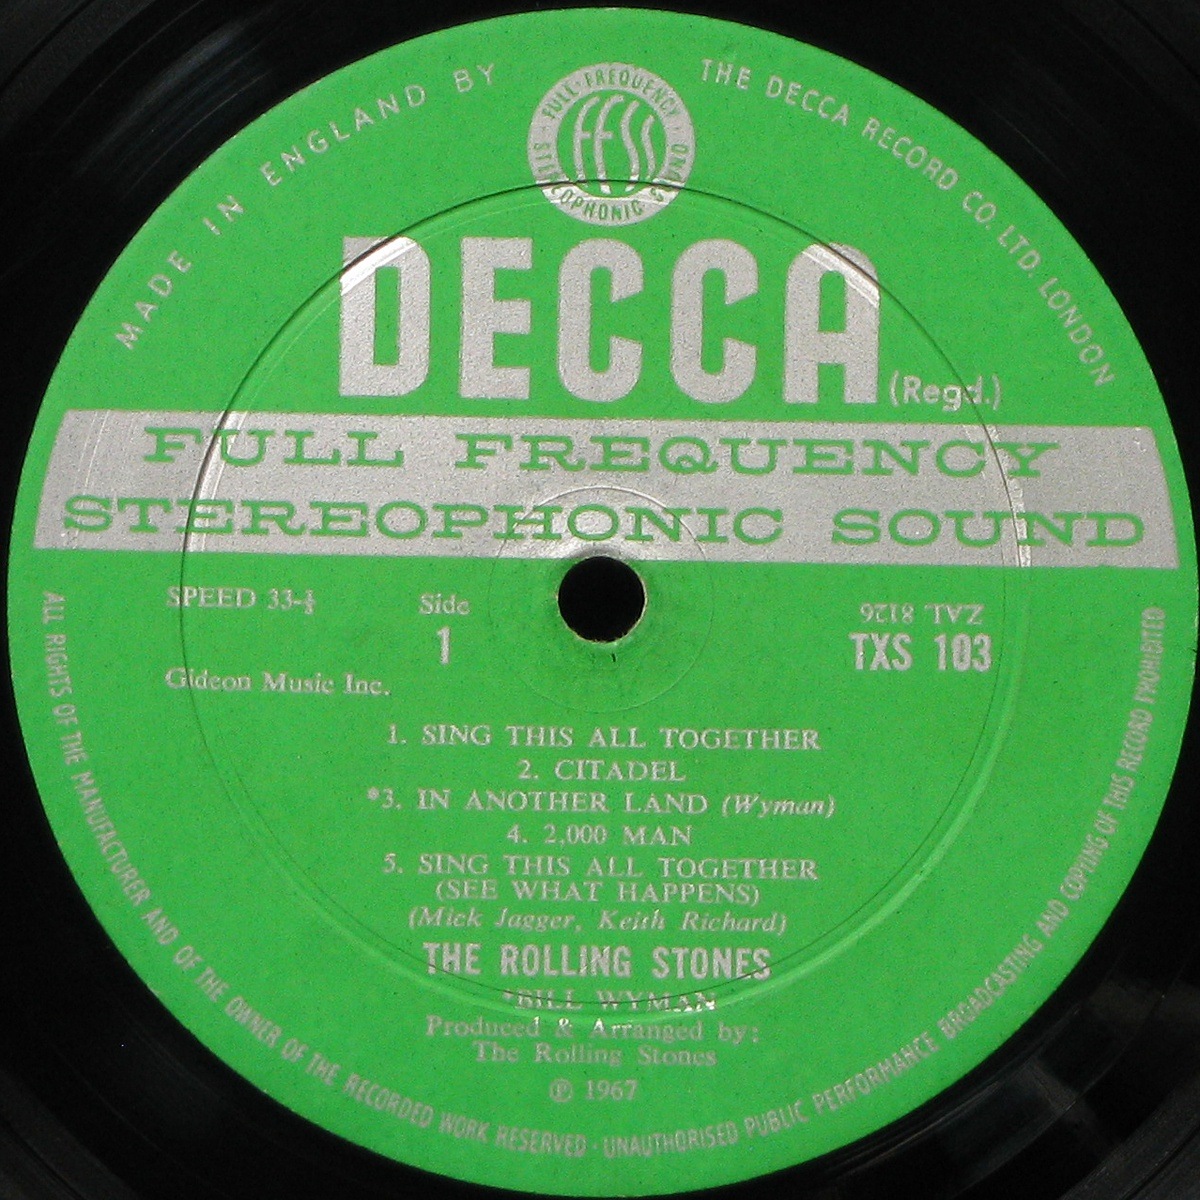 MADE IN ENGLAND BY
THE DECCA RECORD CO. LTD. LONDON
FULL·FREQUENCY
FFSS
STEREOPHONIC SOUND
DECCA
(Regd.)
FULL FREQUENCY
STEREOPHONIC SOUND
SPEED 33-⅓
Side
1
ZAL 8126
TXS 103
Gideon Music Inc.
1. SING THIS ALL TOGETHER
2. CITADEL
*3. IN ANOTHER LAND (Wyman)
4. 2,000 MAN
5. SING THIS ALL TOGETHER
(SEE WHAT HAPPENS)
(Mick Jagger, Keith Richard)
THE ROLLING STONES
*BILL WYMAN
Produced & Arranged by:
The Rolling Stones
℗ 1967
ALL RIGHTS OF THE MANUFACTURER AND OF THE OWNER OF THE RECORDED WORK RESERVED · UNAUTHORISED PUBLIC PERFORMANCE BROADCASTING AND COPYING OF THIS RECORD PROHIBITED